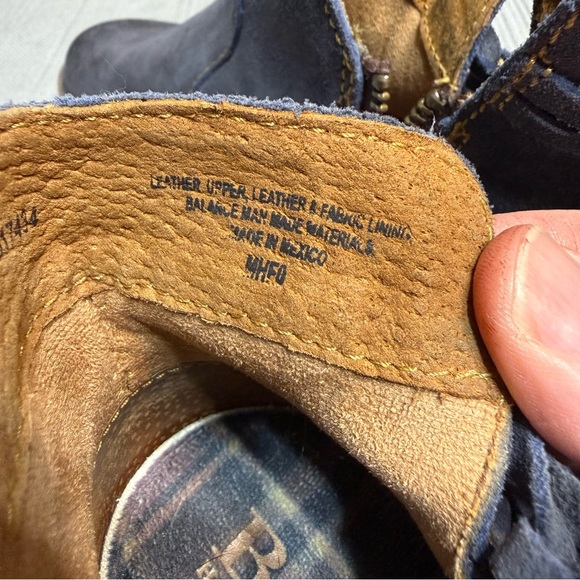 LEATHER UPPER, LEATHER & FABRIC LINING,
BALANCE MAN MADE MATERIALS
MADE IN MEXICO
MHF0
B